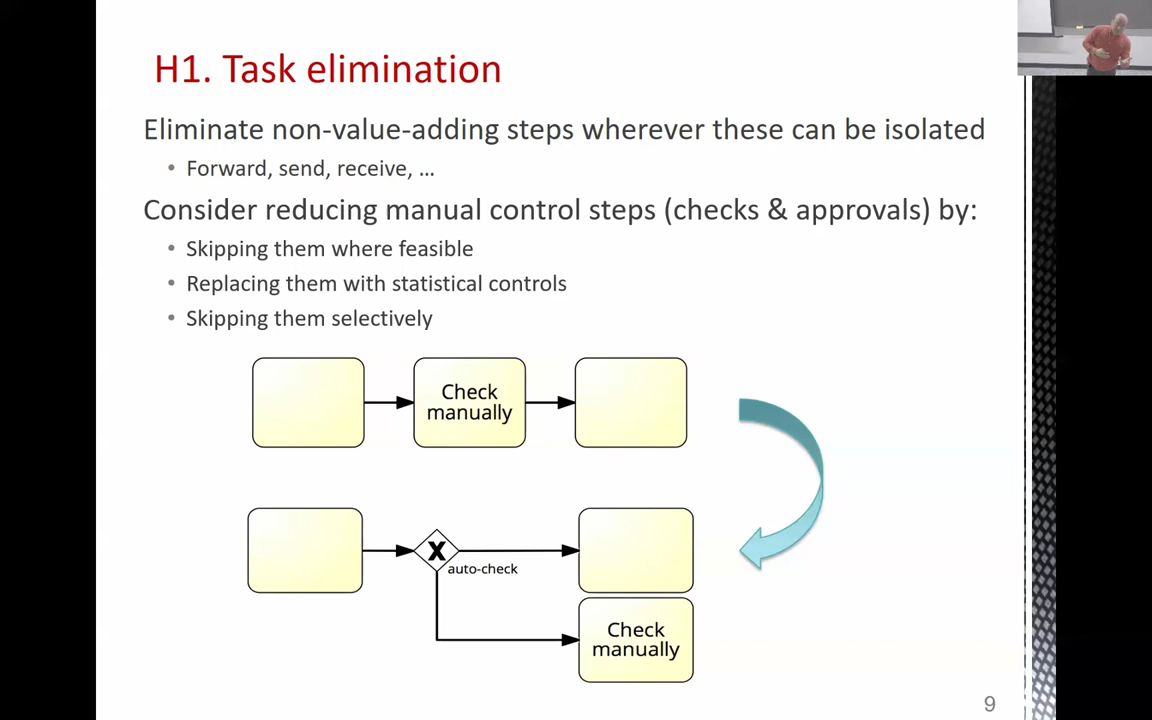 H1. Task elimination
Eliminate non-value-adding steps wherever these can be isolated
• Forward, send, receive, …
Consider reducing manual control steps (checks & approvals) by:
• Skipping them where feasible
• Replacing them with statistical controls
• Skipping them selectively
Check
manually
X
auto-check
Check
manually
9